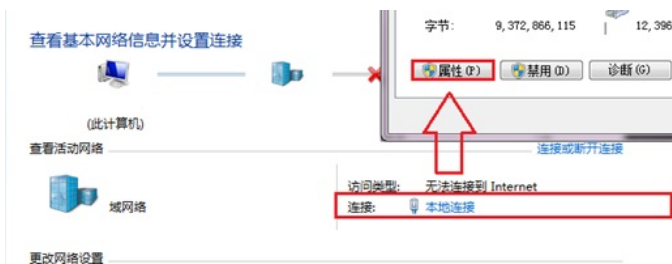 查看基本网络信息并设置连接
字节: 9,372,866,115 | 12,396
属性(P) 禁用(D) 诊断(G)
(此计算机)
查看活动网络 连接或断开连接
访问类型: 无法连接到 Internet
域网络
连接: 本地连接
更改网络设置